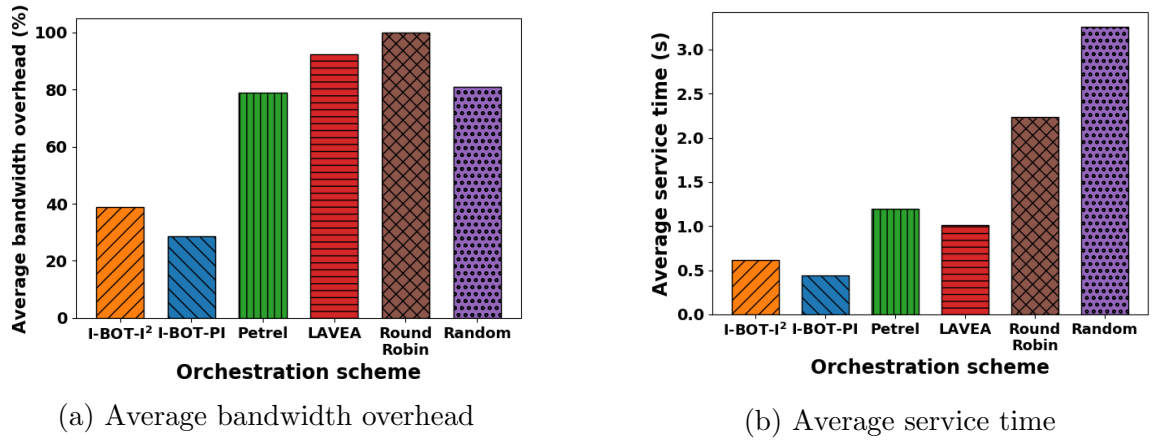 Average bandwidth overhead (%)
100
80
60
40
20
0
I-BOT-I² I-BOT-PI Petrel LAVEA Round Robin Random
Orchestration scheme
(a) Average bandwidth overhead
Average service time (s)
3.0
2.5
2.0
1.5
1.0
0.5
0.0
I-BOT-I² I-BOT-PI Petrel LAVEA Round Robin Random
Orchestration scheme
(b) Average service time